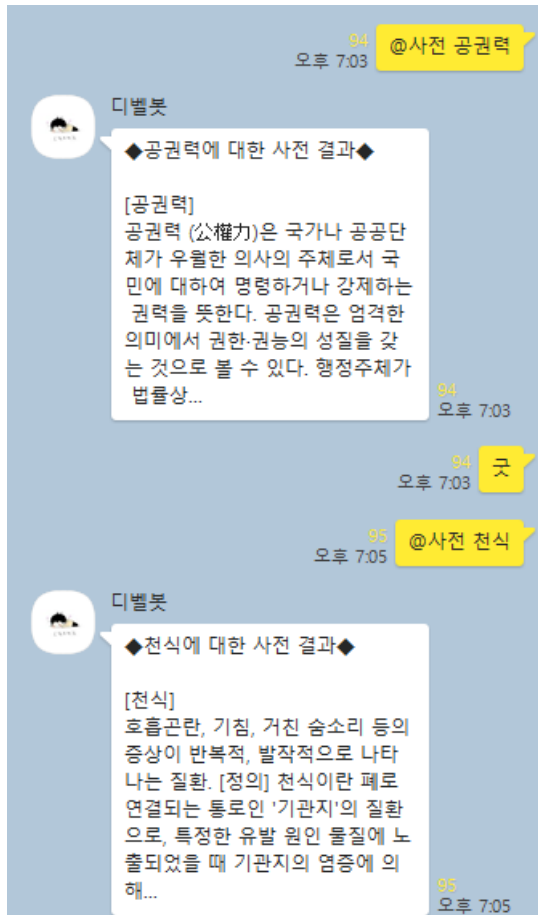 94
오후 7:03
@사전 공권력
디벨봇
◆공권력에 대한 사전 결과◆
[공권력]
공권력 (公權力)은 국가나 공공단
체가 우월한 의사의 주체로서 국
민에 대하여 명령하거나 강제하는
권력을 뜻한다. 공권력은 엄격한
의미에서 권한·권능의 성질을 갖
는 것으로 볼 수 있다. 행정주체가
법률상...
94
오후 7:03
94
오후 7:03
굿
95
오후 7:05
@사전 천식
디벨봇
◆천식에 대한 사전 결과◆
[천식]
호흡곤란, 기침, 거친 숨소리 등의
증상이 반복적, 발작적으로 나타
나는 질환. [정의] 천식이란 폐로
연결되는 통로인 '기관지'의 질환
으로, 특정한 유발 원인 물질에 노
출되었을 때 기관지의 염증에 의
해...
95
오후 7:05